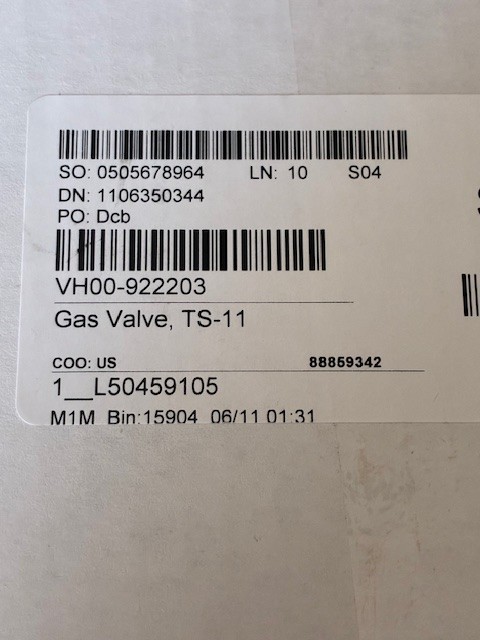 SO: 0505678964 LN: 10 S04
DN: 1106350344
PO: Dcb
VH00-922203
Gas Valve, TS-11
COO: US 88859342
1__L50459105
M1M Bin:15904 06/11 01:31